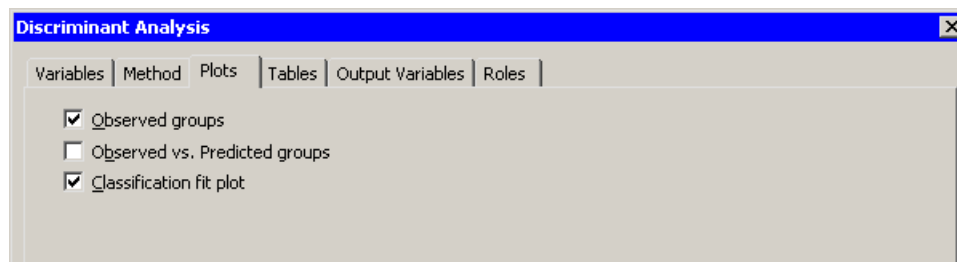 Discriminant Analysis
Variables Method Plots Tables Output Variables Roles
Observed groups
Observed vs. Predicted groups
Classification fit plot